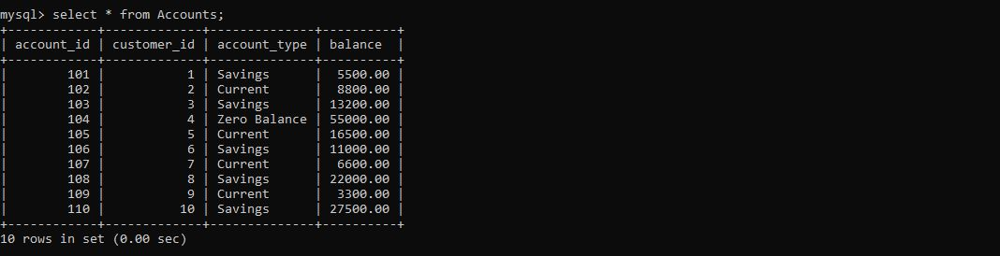 mysql> select * from Accounts;
+------------+-------------+--------------+----------+
| account_id | customer_id | account_type | balance  |
+------------+-------------+--------------+----------+
|        101 |           1 | Savings      |  5500.00 |
|        102 |           2 | Current      |  8800.00 |
|        103 |           3 | Savings      | 13200.00 |
|        104 |           4 | Zero Balance | 55000.00 |
|        105 |           5 | Current      | 16500.00 |
|        106 |           6 | Savings      | 11000.00 |
|        107 |           7 | Current      |  6600.00 |
|        108 |           8 | Savings      | 22000.00 |
|        109 |           9 | Current      |  3300.00 |
|        110 |          10 | Savings      | 27500.00 |
+------------+-------------+--------------+----------+
10 rows in set (0.00 sec)